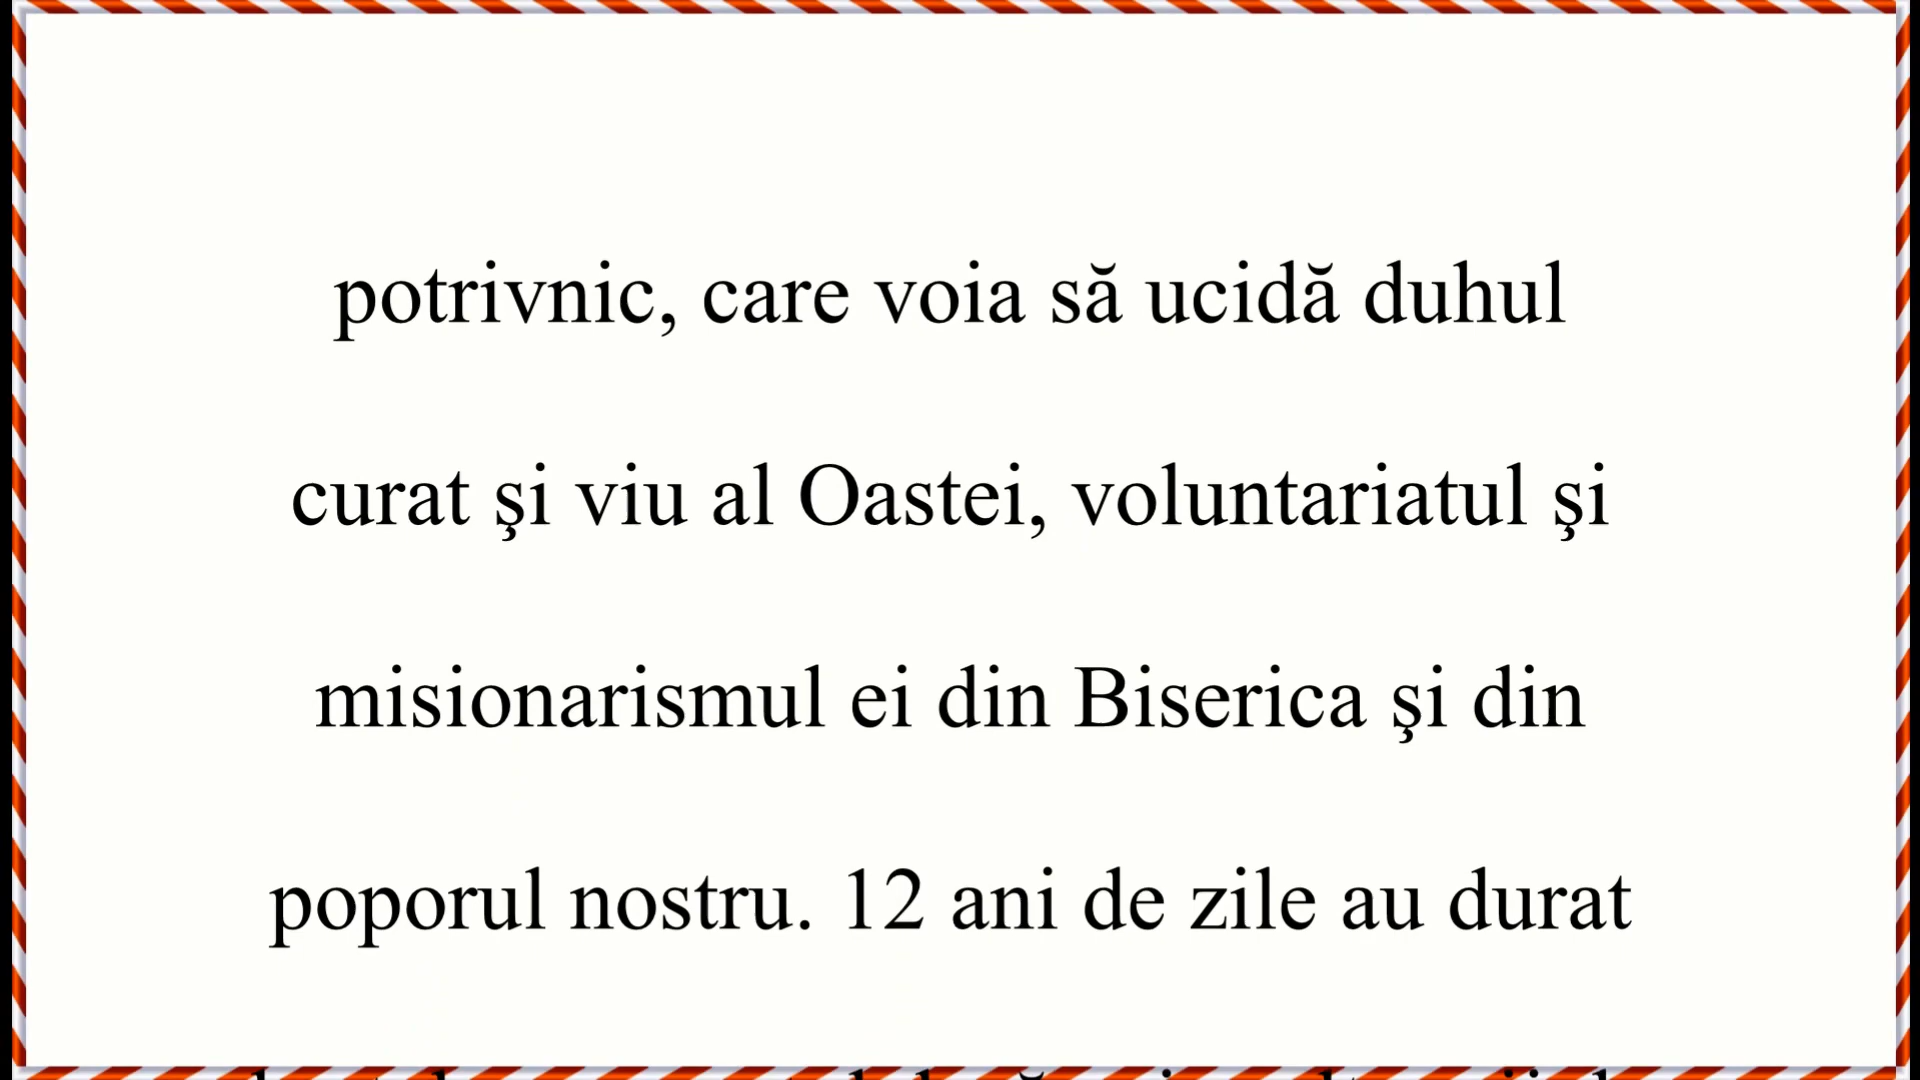 potrivnic, care voia să ucidă duhul
curat şi viu al Oastei, voluntariatul şi
misionarismul ei din Biserica şi din
poporul nostru. 12 ani de zile au durat